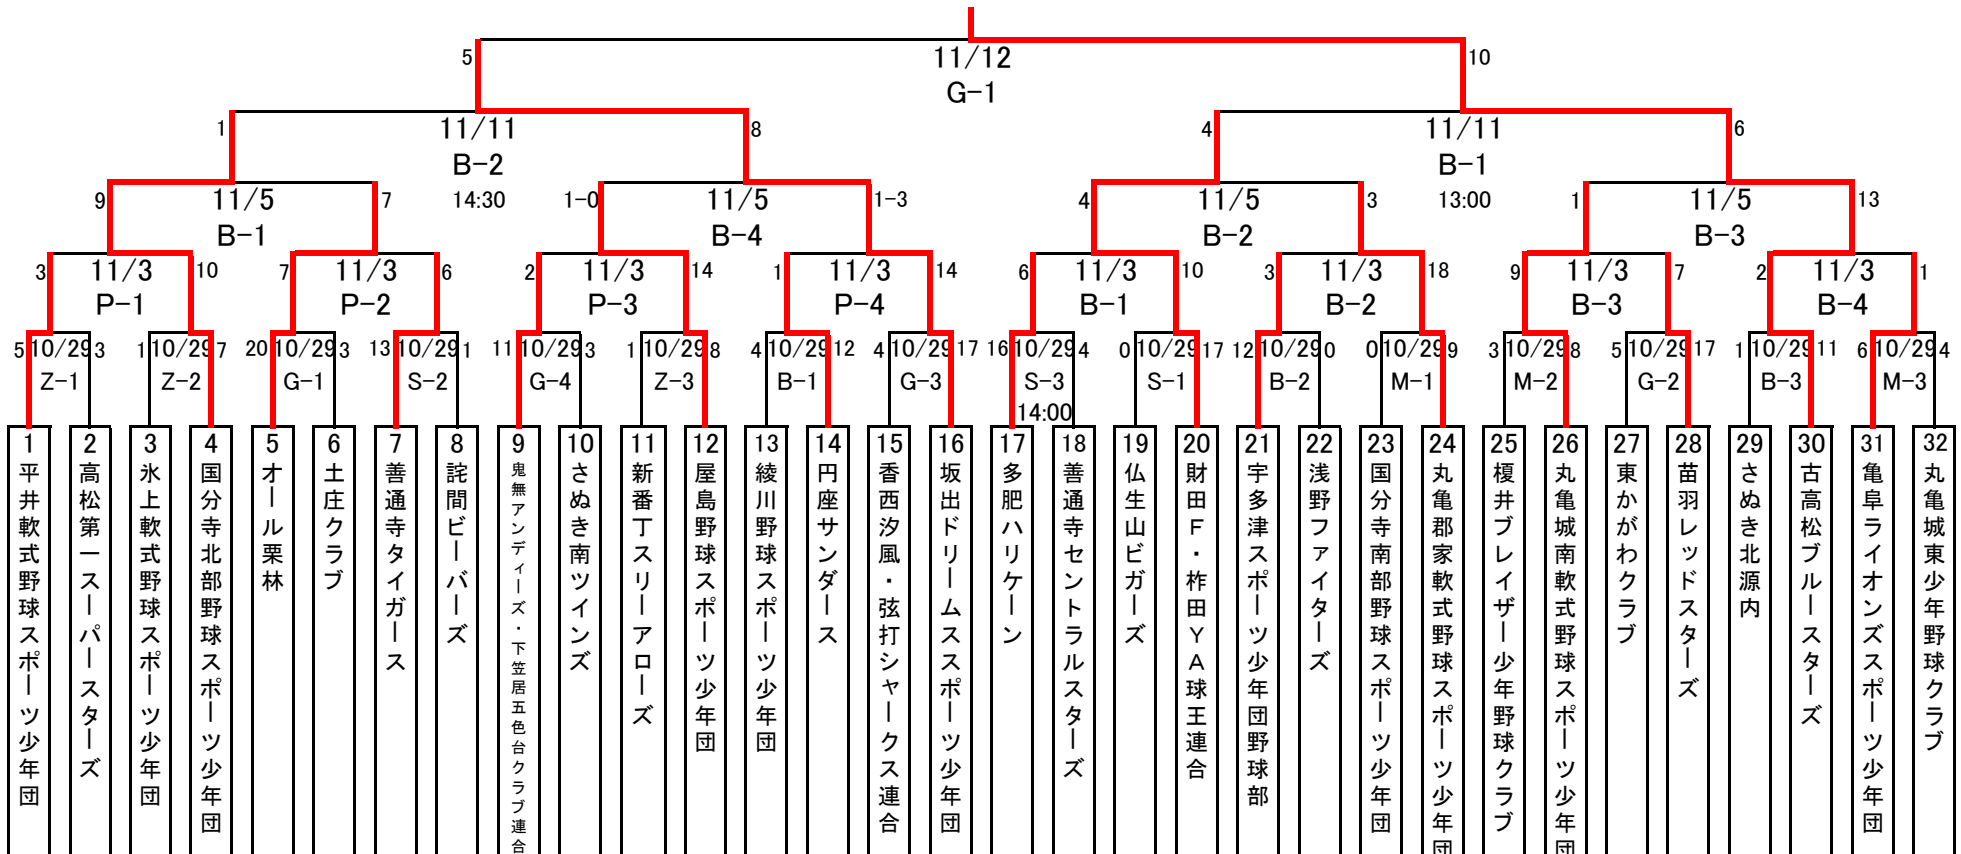 5
11/12
10
G-1
1
11/11
8
4
11/11
6
B-2
B-1
9
11/5
7
14:30
1-0
11/5
1-3
4
11/5
3
13:00
1
11/5
13
B-1
B-4
B-2
B-3
3
11/3
10
7
11/3
6
2
11/3
14
1
11/3
14
6
11/3
10
3
11/3
18
9
11/3
7
2
11/3
1
P-1
P-2
P-3
P-4
B-1
B-2
B-3
B-4
5
10/29
3
1
10/29
7
20
10/29
3
13
10/29
1
11
10/29
3
1
10/29
8
4
10/29
12
4
10/29
17
16
10/29
4
0
10/29
17
12
10/29
0
0
10/29
9
3
10/29
8
5
10/29
17
1
10/29
11
6
10/29
4
Z-1
Z-2
G-1
S-2
G-4
Z-3
B-1
G-3
S-3
S-1
B-2
M-1
M-2
G-2
B-3
M-3
14:00
1
平井軟式野球スポーツ少年団
2
高松第一スーパースターズ
3
氷上軟式野球スポーツ少年団
4
国分寺北部野球スポーツ少年団
5
オール栗林
6
土庄クラブ
7
善通寺タイガース
8
詫間ビーバーズ
9
鬼無アンディーズ・下笠居五色台クラブ連合
10
さぬき南ツインズ
11
新番丁スリーアローズ
12
屋島野球スポーツ少年団
13
綾川野球スポーツ少年団
14
円座サンダース
15
香西汐風・弦打シャークス連合
16
坂出ドリームススポーツ少年団
17
多肥ハリケーン
18
善通寺セントラルスターズ
19
仏生山ビガーズ
20
財田F・柞田YA球王連合
21
宇多津スポーツ少年団野球部
22
浅野ファイターズ
23
国分寺南部野球スポーツ少年団
24
丸亀郡家軟式野球スポーツ少年団
25
榎井ブレイザー少年野球クラブ
26
丸亀城南軟式野球スポーツ少年団
27
東かがわクラブ
28
苗羽レッドスターズ
29
さぬき北源内
30
古高松ブルースターズ
31
亀阜ライオンズスポーツ少年団
32
丸亀城東少年野球クラブ